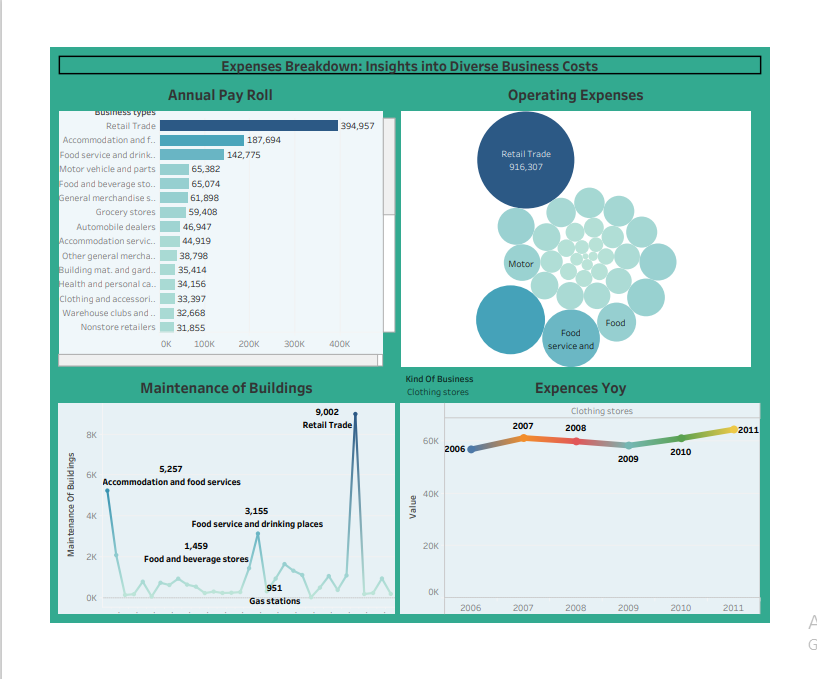 Expenses Breakdown: Insights into Diverse Business Costs
Annual Pay Roll
Business types
Retail Trade 394,957
Accommodation and f.. 187,694
Food service and drink.. 142,775
Motor vehicle and parts 65,382
Food and beverage sto.. 65,074
General merchandise s.. 61,898
Grocery stores 59,408
Automobile dealers 46,947
Accommodation servic.. 44,919
Other general mercha.. 38,798
Building mat. and gard.. 35,414
Health and personal ca.. 34,156
Clothing and accessori.. 33,397
Warehouse clubs and .. 32,668
Nonstore retailers 31,855
0K 100K 200K 300K 400K
Operating Expenses
Retail Trade
916,307
Motor
Food
Food
service and
Maintenance of Buildings
Maintenance Of Buildings
8K
6K
4K
2K
0K
9,002
Retail Trade
5,257
Accommodation and food services
3,155
Food service and drinking places
1,459
Food and beverage stores
951
Gas stations
Kind Of Business
Clothing stores
Expences Yoy
Clothing stores
Value
60K
40K
20K
0K
2006
2007
2008
2009
2010
2011
2006 2007 2008 2009 2010 2011
A
G